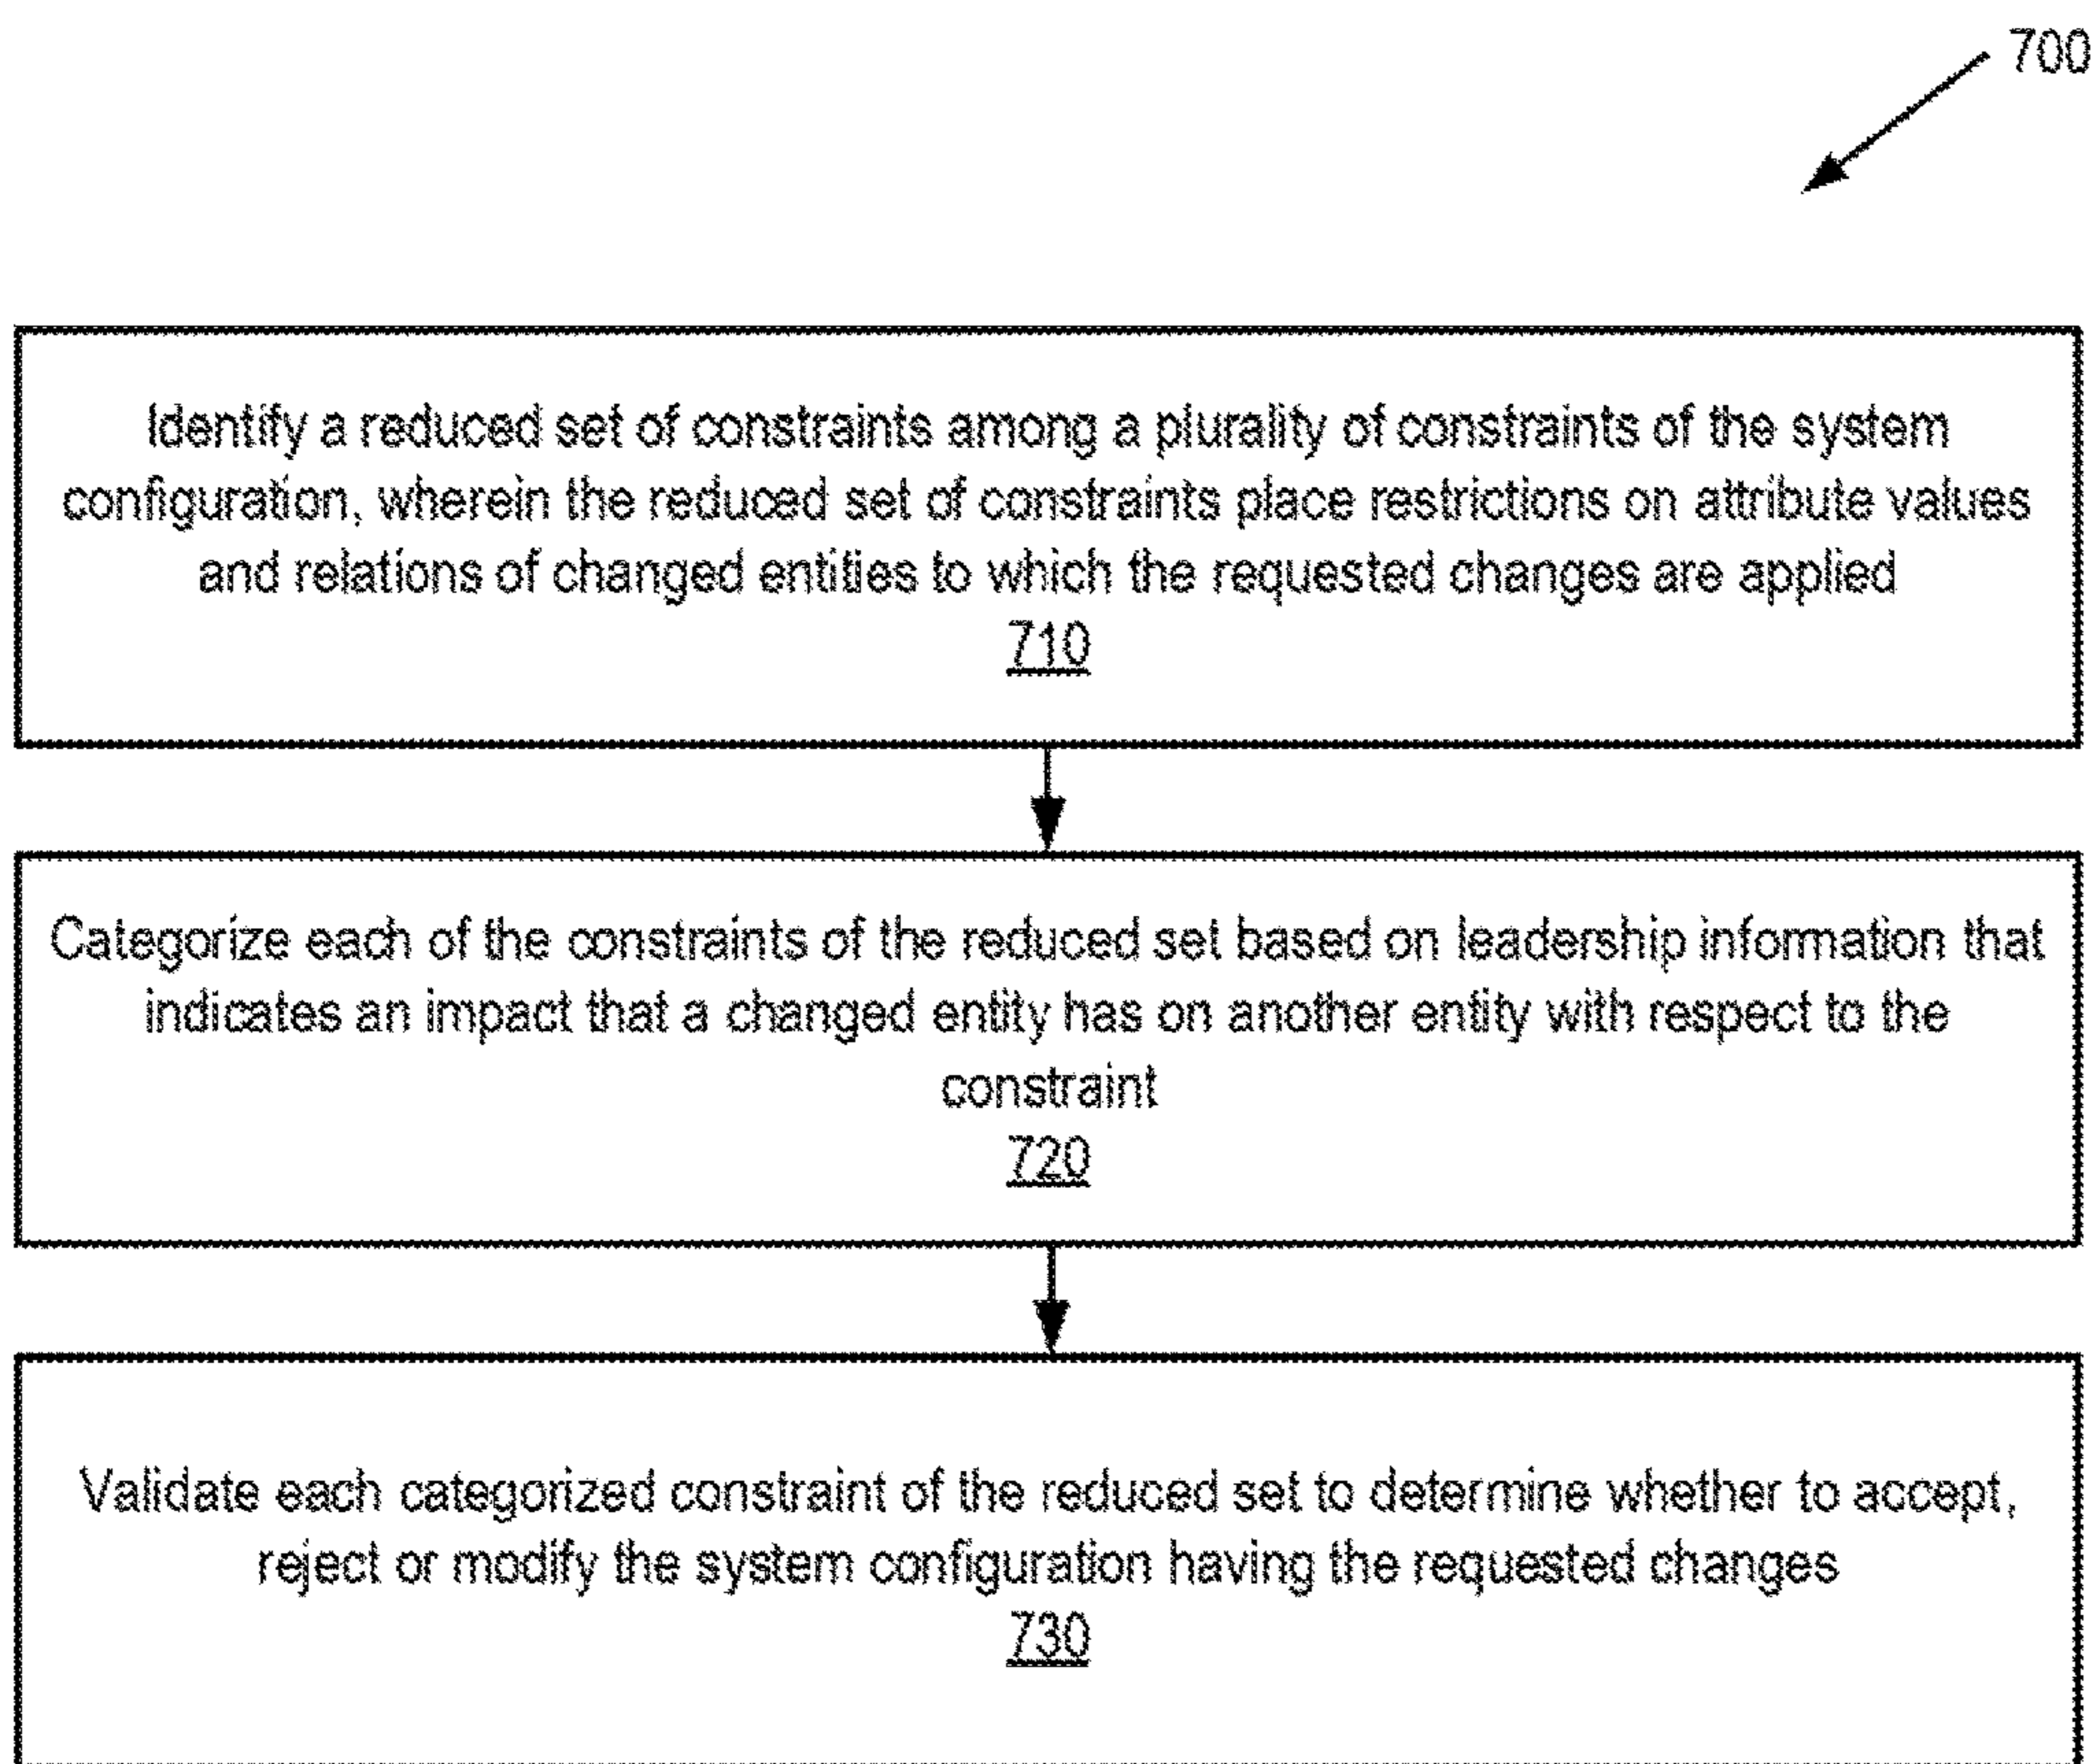 700
Identify a reduced set of constraints among a plurality of constraints of the system
configuration, wherein the reduced set of constraints place restrictions on attribute values
and relations of changed entities to which the requested changes are applied
710
Categorize each of the constraints of the reduced set based on leadership information that
indicates an impact that a changed entity has on another entity with respect to the
constraint
720
Validate each categorized constraint of the reduced set to determine whether to accept,
reject or modify the system configuration having the requested changes
730